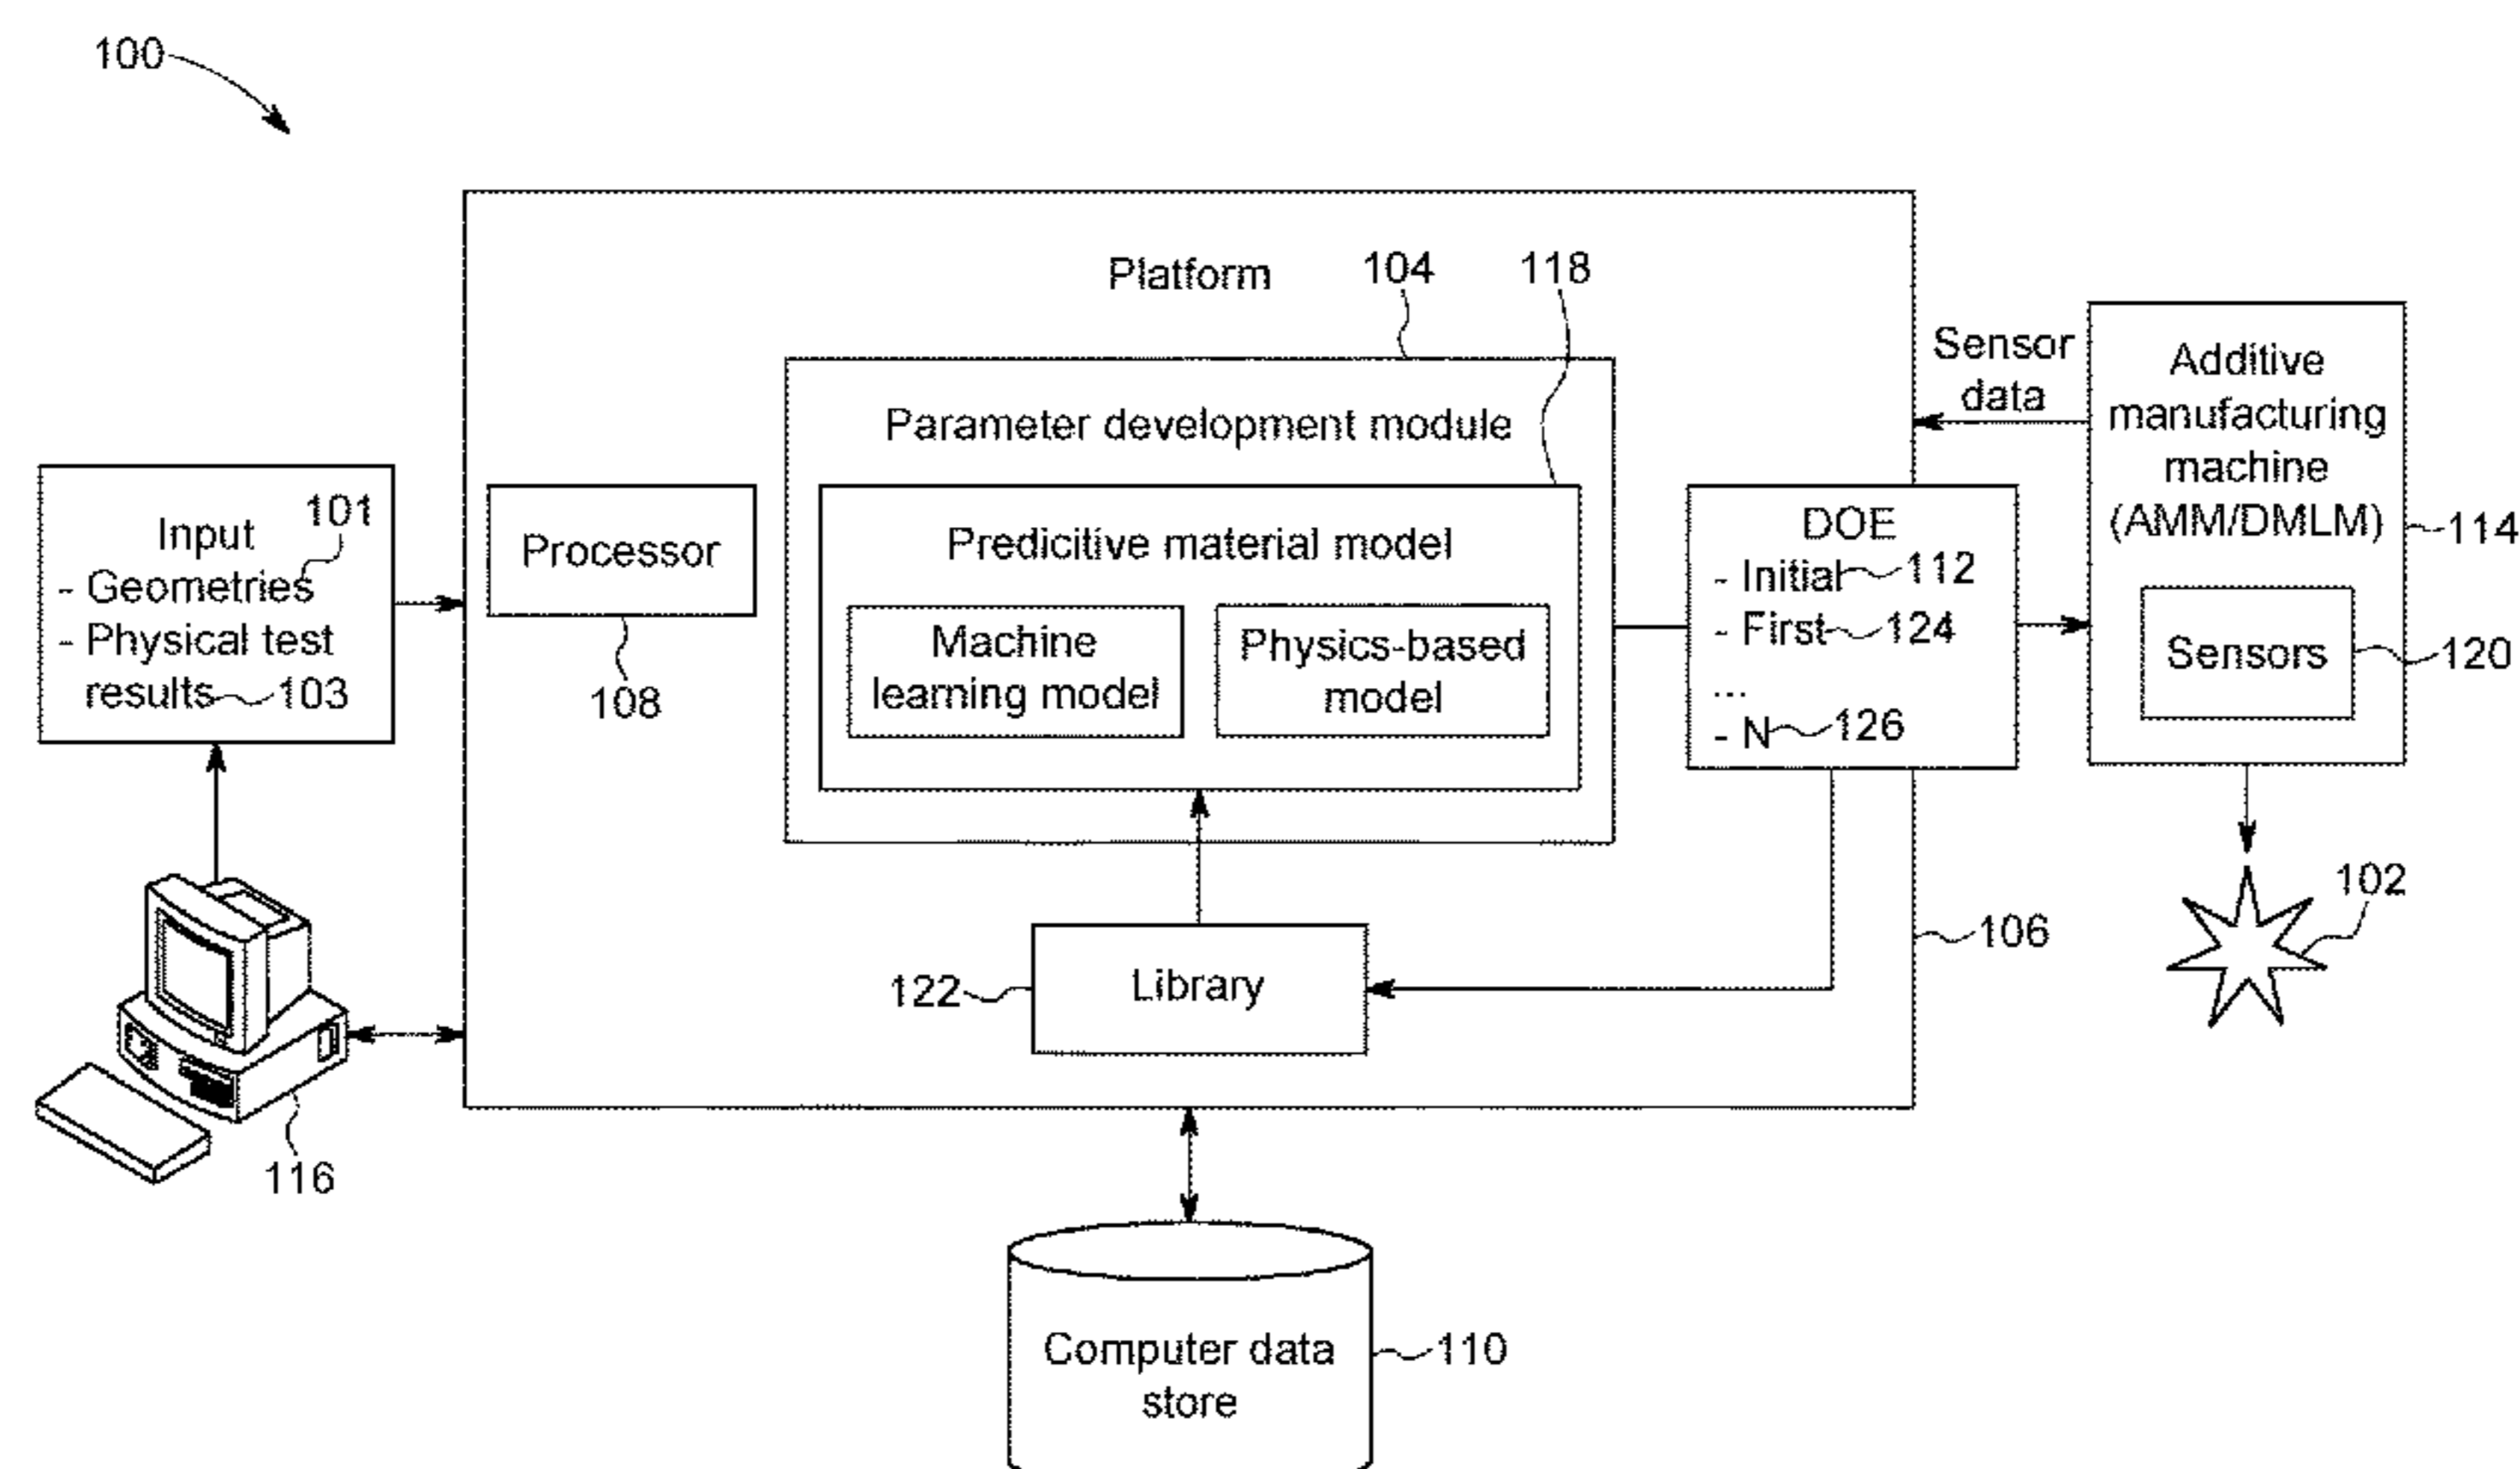 100
Platform
104
118
Parameter development module
Sensor
data
Additive
manufacturing
machine
(AMM/DMLM)
114
Sensors
120
Input
101
- Geometries
- Physical test
results
103
Processor
108
Predicitive material model
Machine
learning model
Physics-based
model
DOE
- Initial 112
- First 124
...
- N 126
102
106
122
Library
116
Computer data
store
110